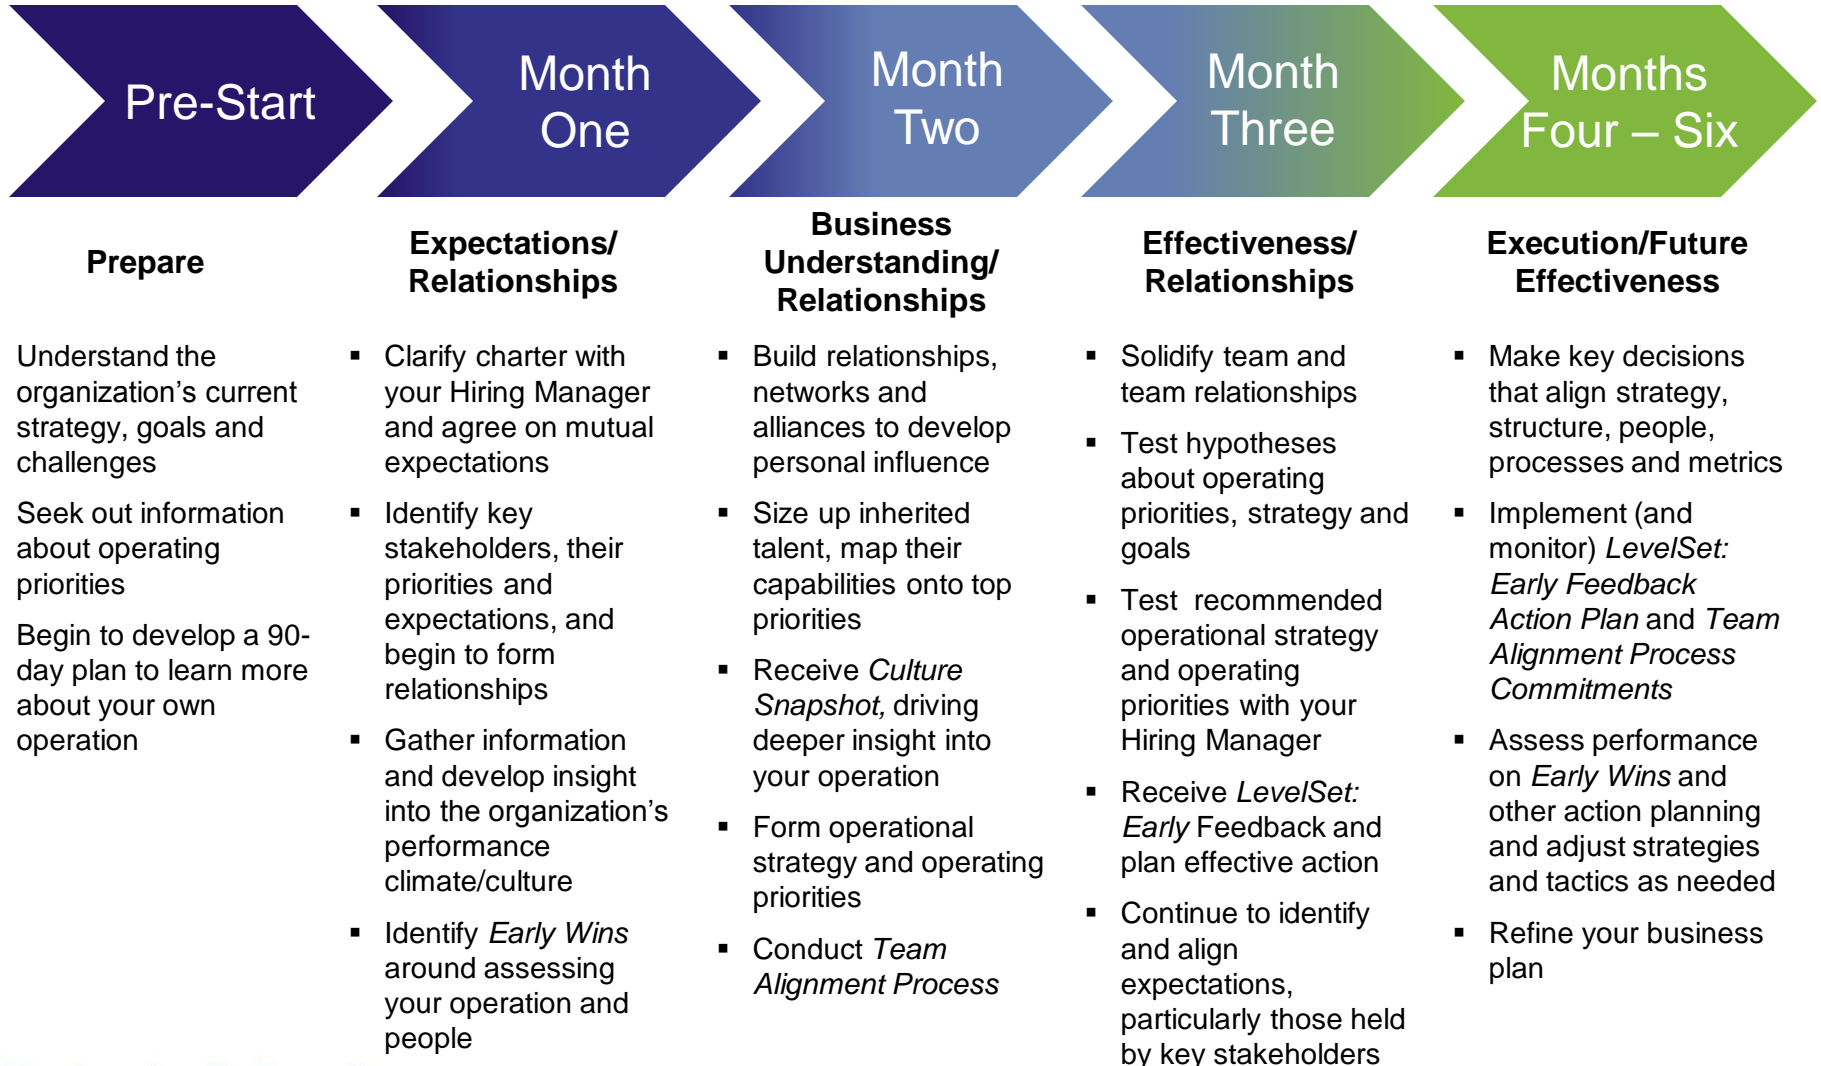 Pre-Start
Month
One
Month
Two
Month
Three
Months
Four – Six
Prepare
Understand the
organization’s current
strategy, goals and
challenges
Seek out information
about operating
priorities
Begin to develop a 90-
day plan to learn more
about your own
operation
Expectations/
Relationships
▪ Clarify charter with
your Hiring Manager
and agree on mutual
expectations
▪ Identify key
stakeholders, their
priorities and
expectations, and
begin to form
relationships
▪ Gather information
and develop insight
into the organization’s
performance
climate/culture
▪ Identify Early Wins
around assessing
your operation and
people
Business
Understanding/
Relationships
▪ Build relationships,
networks and
alliances to develop
personal influence
▪ Size up inherited
talent, map their
capabilities onto top
priorities
▪ Receive Culture
Snapshot, driving
deeper insight into
your operation
▪ Form operational
strategy and operating
priorities
▪ Conduct Team
Alignment Process
Effectiveness/
Relationships
▪ Solidify team and
team relationships
▪ Test hypotheses
about operating
priorities, strategy and
goals
▪ Test recommended
operational strategy
and operating
priorities with your
Hiring Manager
▪ Receive LevelSet:
Early Feedback and
plan effective action
▪ Continue to identify
and align
expectations,
particularly those held
by key stakeholders
Execution/Future
Effectiveness
▪ Make key decisions
that align strategy,
structure, people,
processes and metrics
▪ Implement (and
monitor) LevelSet:
Early Feedback
Action Plan and Team
Alignment Process
Commitments
▪ Assess performance
on Early Wins and
other action planning
and adjust strategies
and tactics as needed
▪ Refine your business
plan